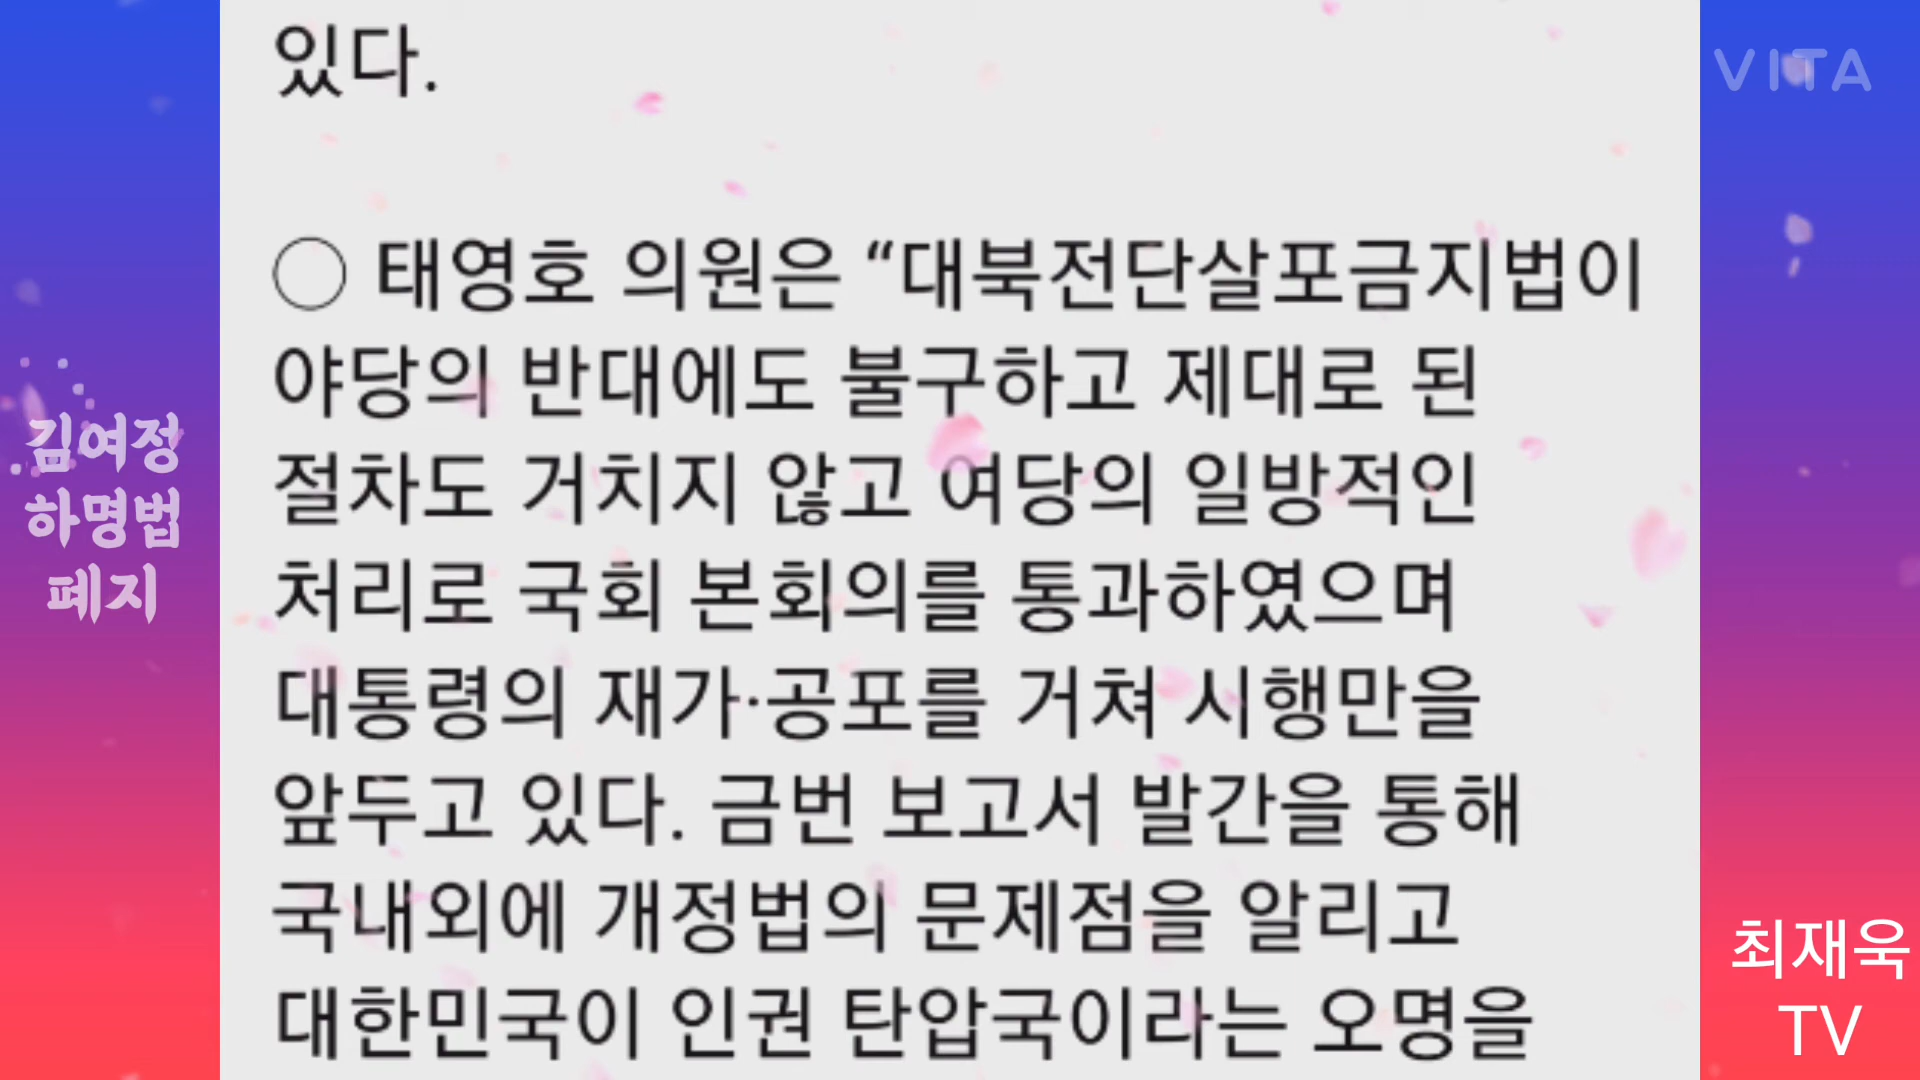 있다.
○ 태영호 의원은 “대북전단살포금지법이
야당의 반대에도 불구하고 제대로 된
절차도 거치지 않고 여당의 일방적인
처리로 국회 본회의를 통과하였으며
대통령의 재가··공포를 거쳐 시행만을
앞두고 있다. 금번 보고서 발간을 통해
국내외에 개정법의 문제점을 알리고
대한민국이 인권 탄압국이라는 오명을
김여정
하명법
폐지
VITA
최재욱
TV